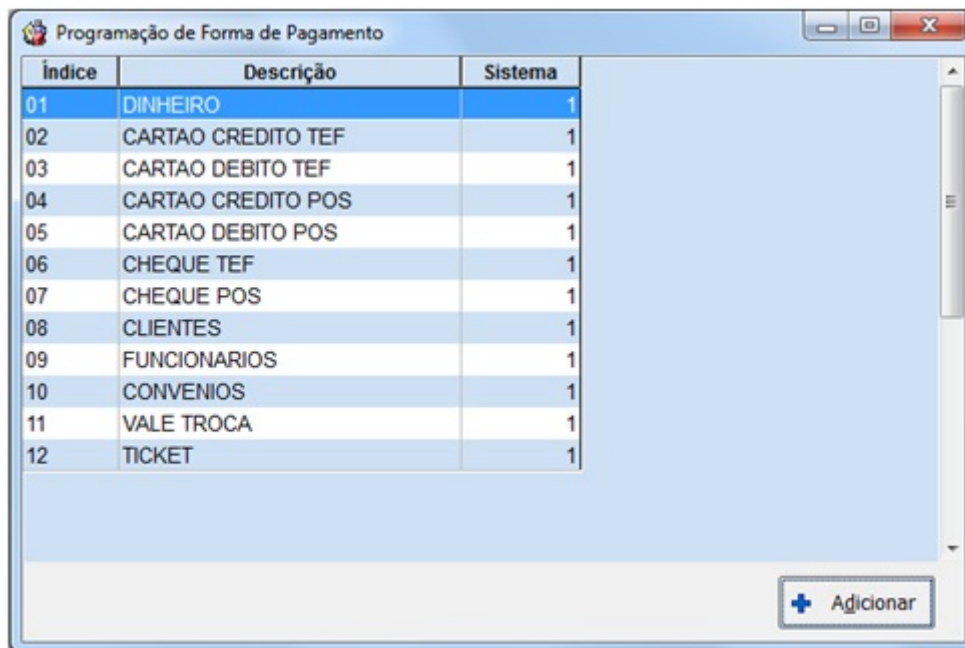 Programação de Forma de Pagamento
Índice Descrição Sistema
01 DINHEIRO 1
02 CARTAO CREDITO TEF 1
03 CARTAO DEBITO TEF 1
04 CARTAO CREDITO POS 1
05 CARTAO DEBITO POS 1
06 CHEQUE TEF 1
07 CHEQUE POS 1
08 CLIENTES 1
09 FUNCIONARIOS 1
10 CONVENIOS 1
11 VALE TROCA 1
12 TICKET 1
Adicionar